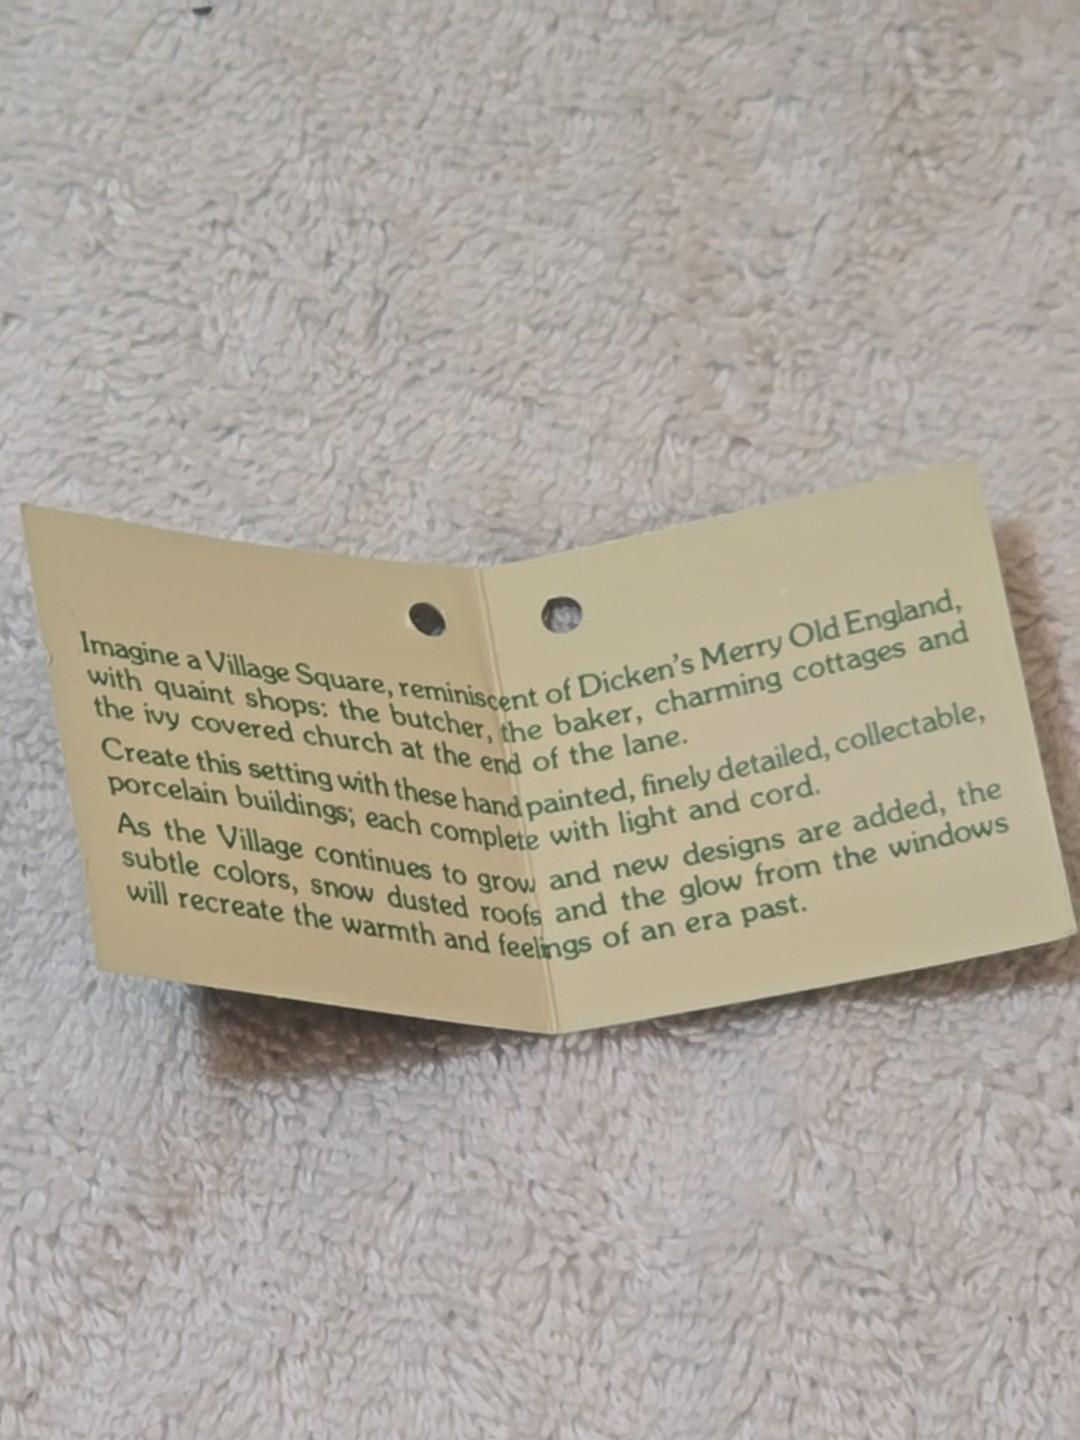 Imagine a Village Square, reminiscent of Dicken's Merry Old England,
with quaint shops: the butcher, the baker, charming cottages and
the ivy covered church at the end of the lane.
Create this setting with these hand painted, finely detailed, collectable,
porcelain buildings; each complete with light and cord.
As the Village continues to grow and new designs are added, the
subtle colors, snow dusted roofs and the glow from the windows
will recreate the warmth and feelings of an era past.